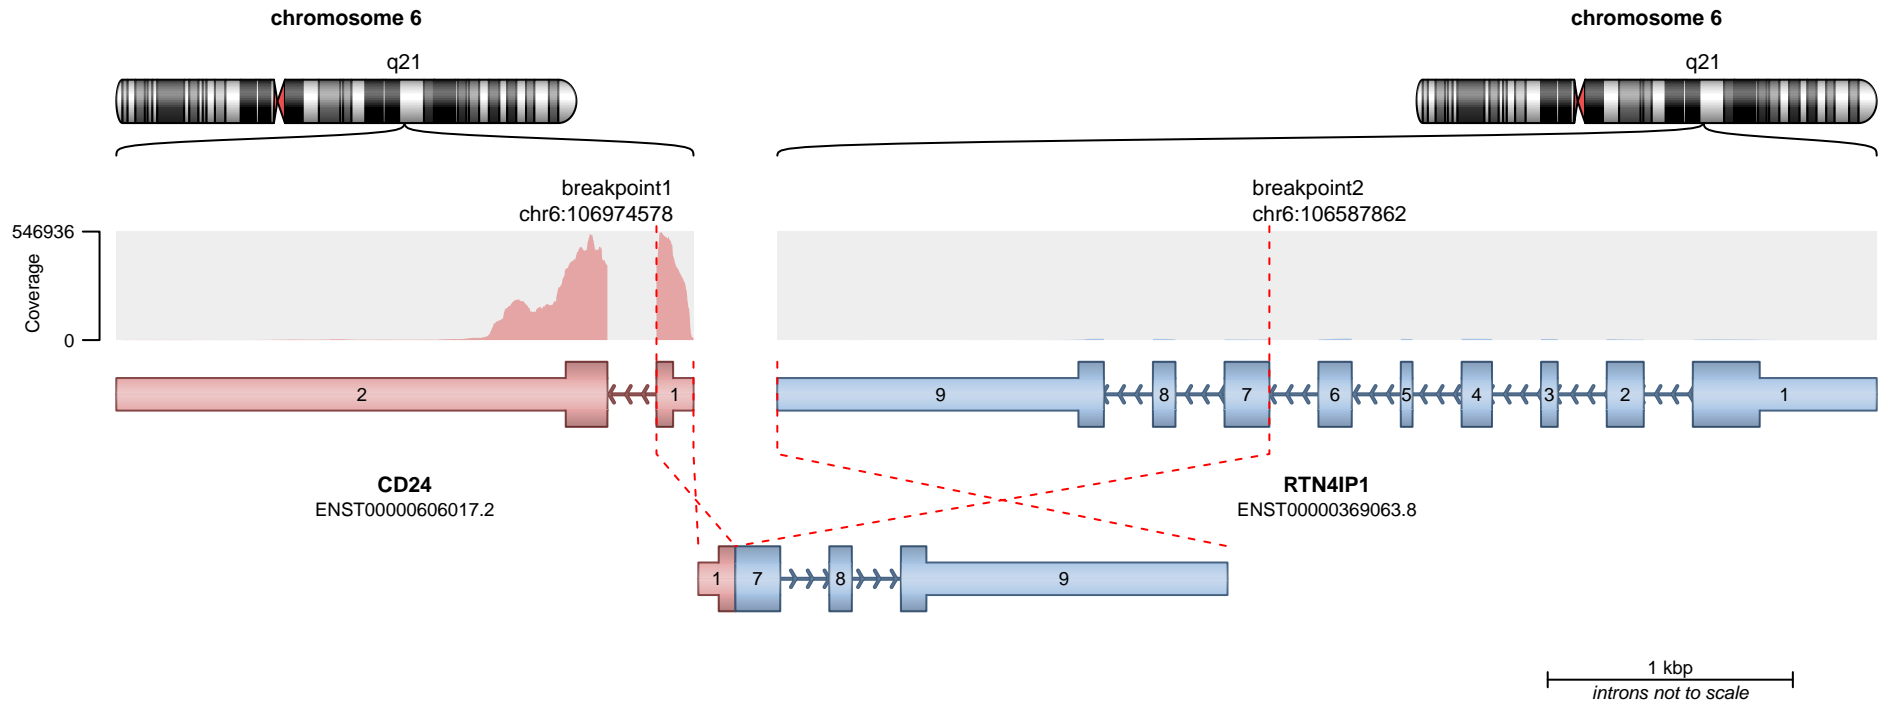 chromosome 6
chromosome 6
q21
q21
breakpoint1
chr6:106974578
breakpoint2
chr6:106587862
546936
Coverage
0
2
1
9
8
7
6
5
4
3
2
1
CD24
ENST00000606017.2
RTN4IP1
ENST00000369063.8
1
7
8
9
1 kbp
introns not to scale